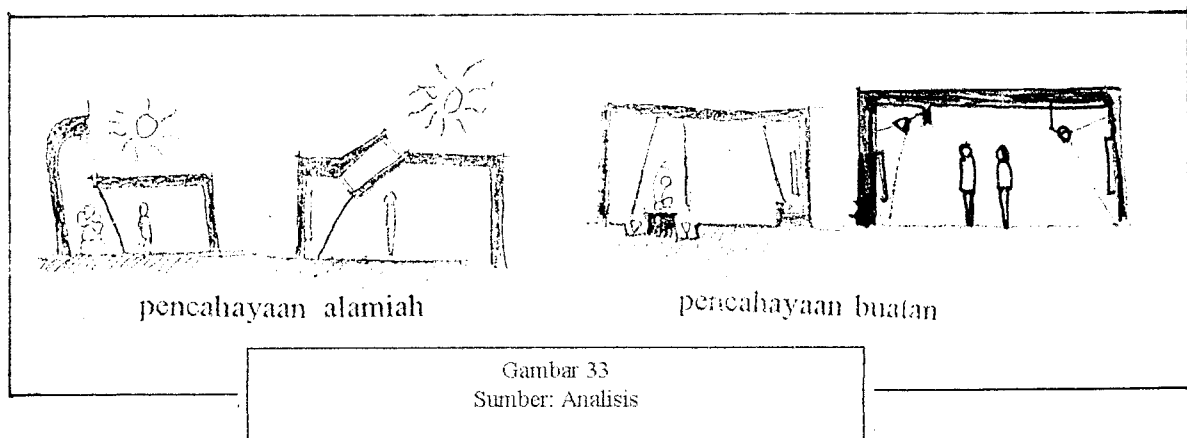 pencahayaan alamiah
pencahayaan buatan
Gambar 33
Sumber: Analisis